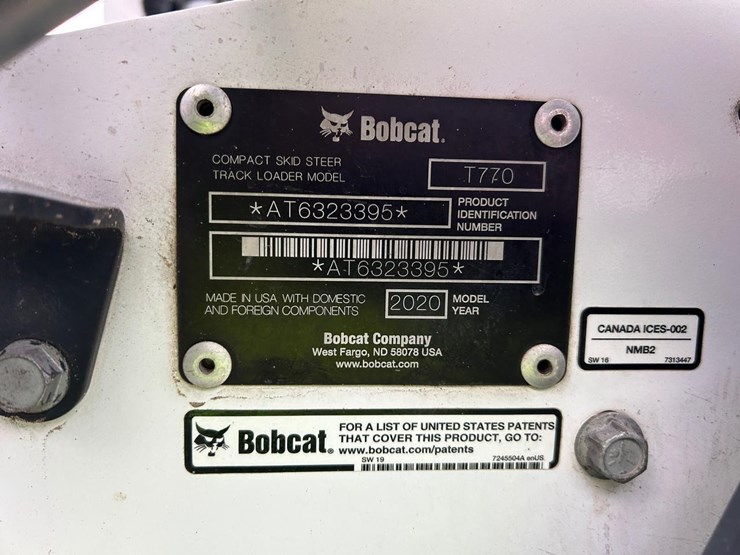 Bobcat.
COMPACT SKID STEER
TRACK LOADER MODEL
T770
*AT6323395*
PRODUCT
IDENTIFICATION
NUMBER
*AT6323395*
MADE IN USA WITH DOMESTIC
AND FOREIGN COMPONENTS
2020
MODEL
YEAR
Bobcat Company
West Fargo, ND 58078 USA
www.bobcat.com
CANADA ICES-002
NMB2
SW 16 7313447
Bobcat.
FOR A LIST OF UNITED STATES PATENTS
THAT COVER THIS PRODUCT, GO TO:
www.bobcat.com/patents
SW 19 7245504A enUS